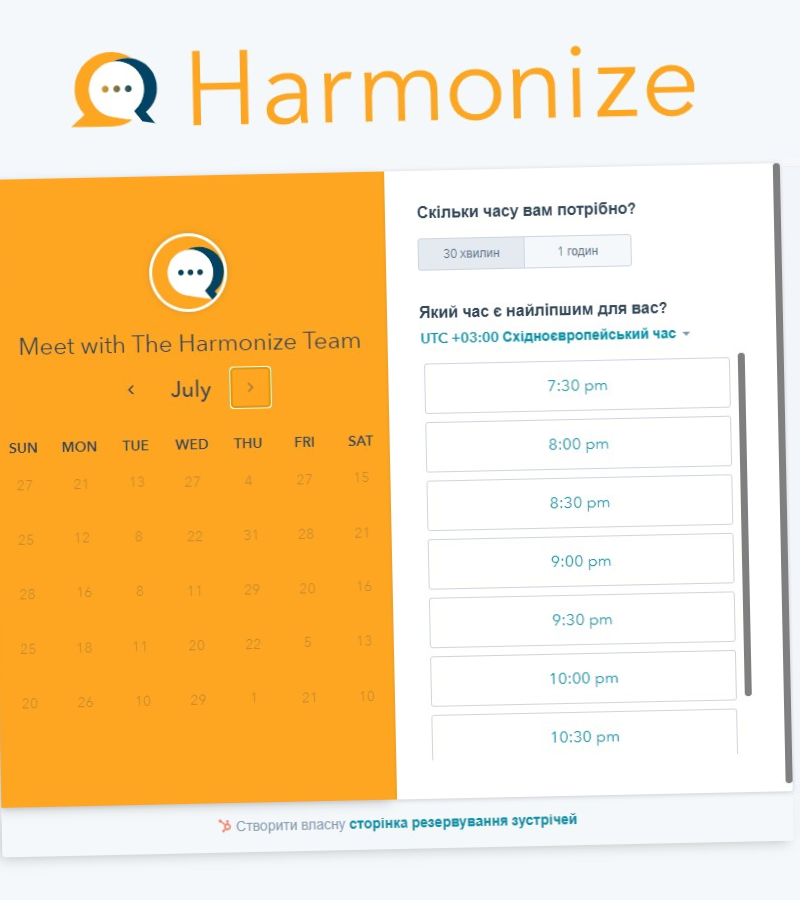 Harmonize
Meet with The Harmonize Team
July
SUN MON TUE WED THU FRI SAT
27 21 13 27 4 27 15
25 12 8 22 31 28 21
28 16 8 11 29 20 16
25 18 11 20 22 5 13
20 26 10 29 1 21 10
Скільки часу вам потрібно?
30 хвилин 1 годин
Який час є найліпшим для вас?
UTC +03:00 Східноєвропейський час
7:30 pm
8:00 pm
8:30 pm
9:00 pm
9:30 pm
10:00 pm
10:30 pm
Створити власну сторінка резервування зустрічей